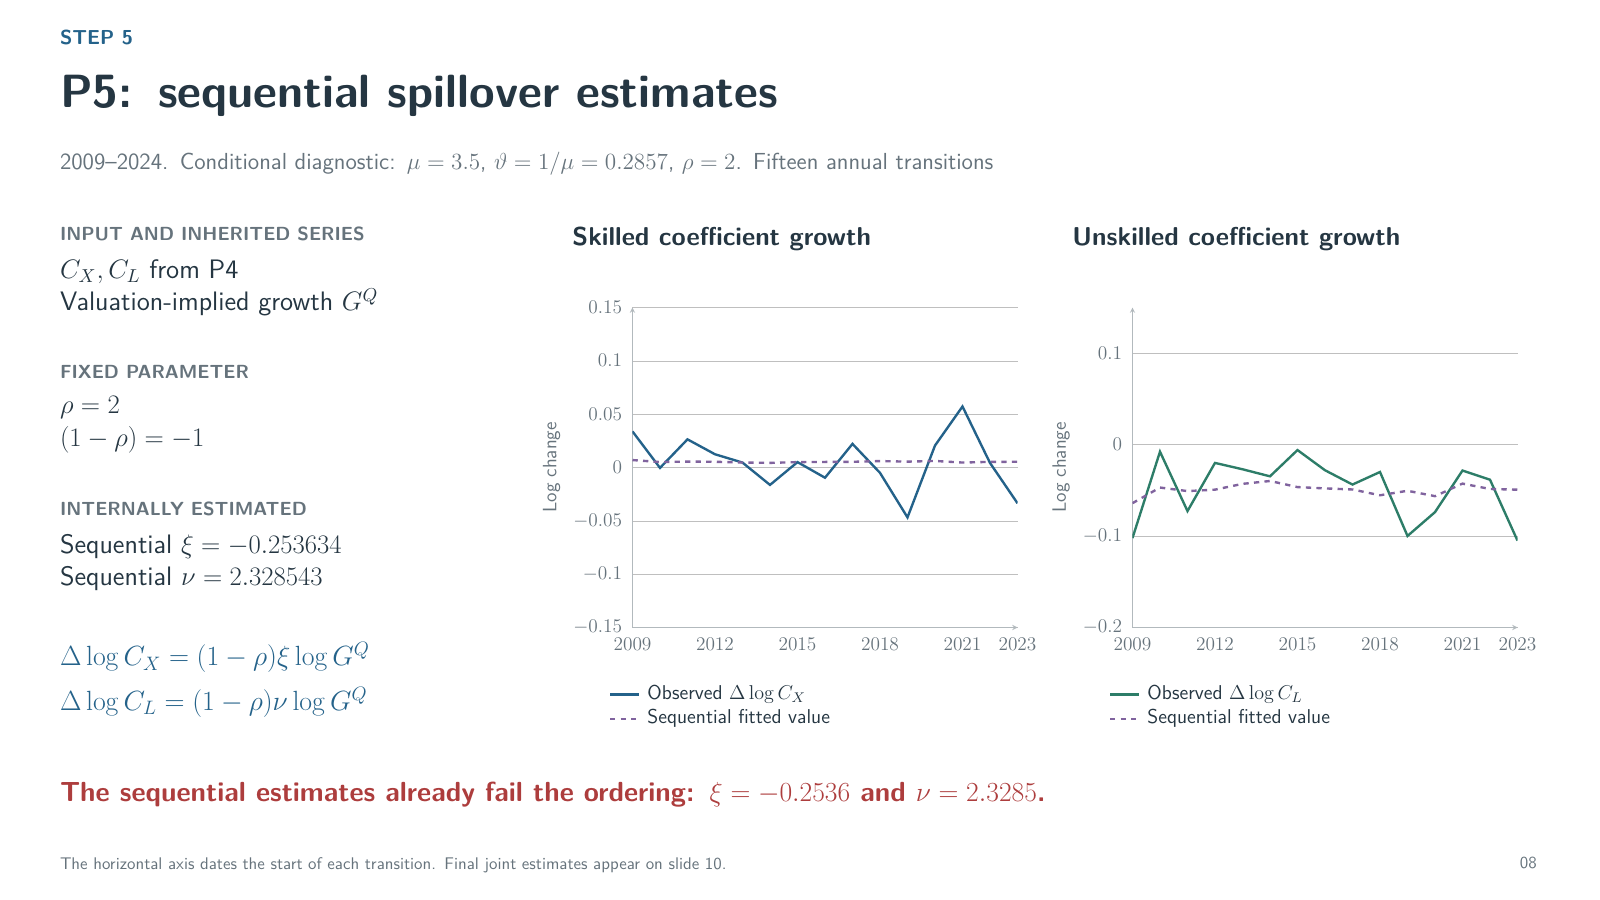 STEP 5
P5: sequential spillover estimates
2009–2024. Conditional diagnostic: μ = 3.5, ϑ = 1/μ = 0.2857, ρ = 2. Fifteen annual transitions
INPUT AND INHERITED SERIES
C_X, C_L from P4
Valuation-implied growth G^Q
FIXED PARAMETER
ρ = 2
(1 − ρ) = −1
INTERNALLY ESTIMATED
Sequential ξ = −0.253634
Sequential ν = 2.328543
Δ log C_X = (1 − ρ)ξ log G^Q
Δ log C_L = (1 − ρ)ν log G^Q
Skilled coefficient growth
Log change
0.15
0.1
0.05
0
−0.05
−0.1
−0.15
2009 2012 2015 2018 2021 2023
Observed Δ log C_X
Sequential fitted value
Unskilled coefficient growth
Log change
0.1
0
−0.1
−0.2
2009 2012 2015 2018 2021 2023
Observed Δ log C_L
Sequential fitted value
The sequential estimates already fail the ordering: ξ = −0.2536 and ν = 2.3285.
The horizontal axis dates the start of each transition. Final joint estimates appear on slide 10.
08